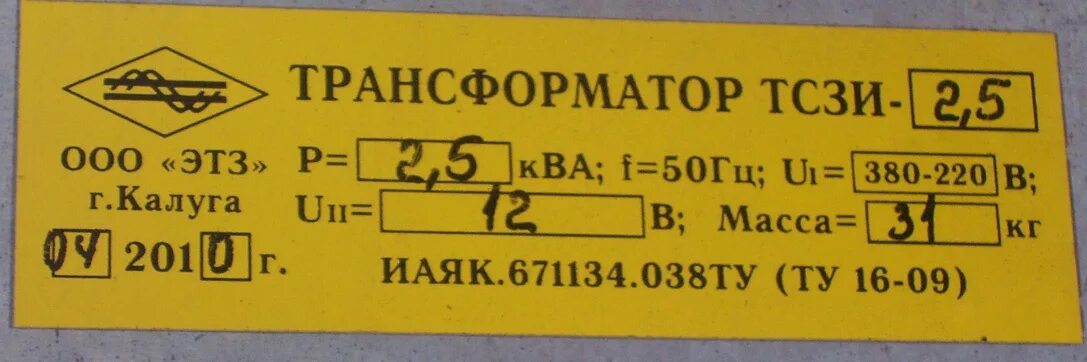 ТРАНСФОРМАТОР ТСЗИ- 2,5
ООО «ЭТЗ»
г.Калуга
04 2010 г.
P= 2,5 кВА; f=50Гц; UI= 380-220 В;
UII= 12 В; Масса= 31 кг
ИАЯК.671134.038ТУ (ТУ 16-09)